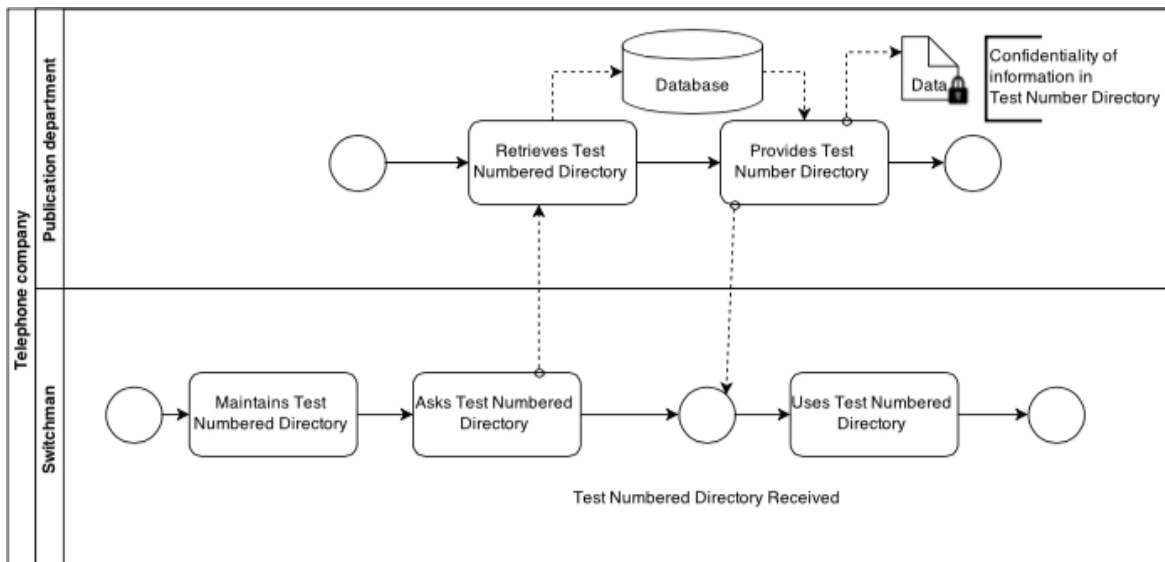 Telephone company
Publication department
Database
Data
Confidentiality of
information in
Test Number Directory
Retrieves Test
Numbered Directory
Provides Test
Number Directory
Switchman
Maintains Test
Numbered Directory
Asks Test Numbered
Directory
Uses Test Numbered
Directory
Test Numbered Directory Received